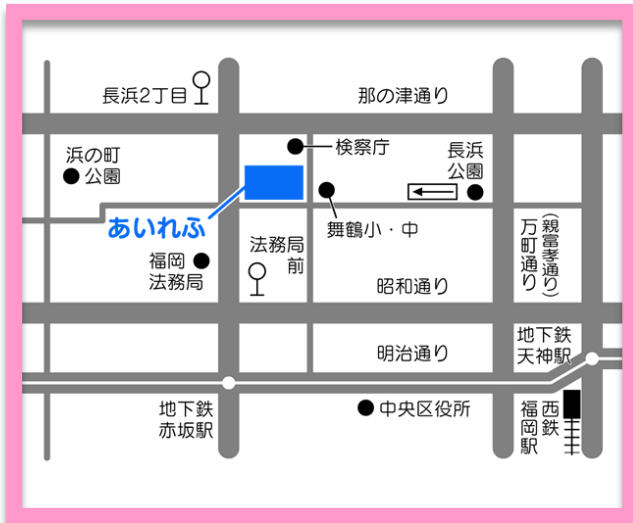 長浜2丁目
那の津通り
検察庁
浜の町
公園
長浜
公園
あいれふ
舞鶴小・中
法務局
前
福岡
法務局
昭和通り
万町通り
(親富孝通り)
明治通り
地下鉄
天神駅
地下鉄
赤坂駅
中央区役所
西鉄
福岡駅